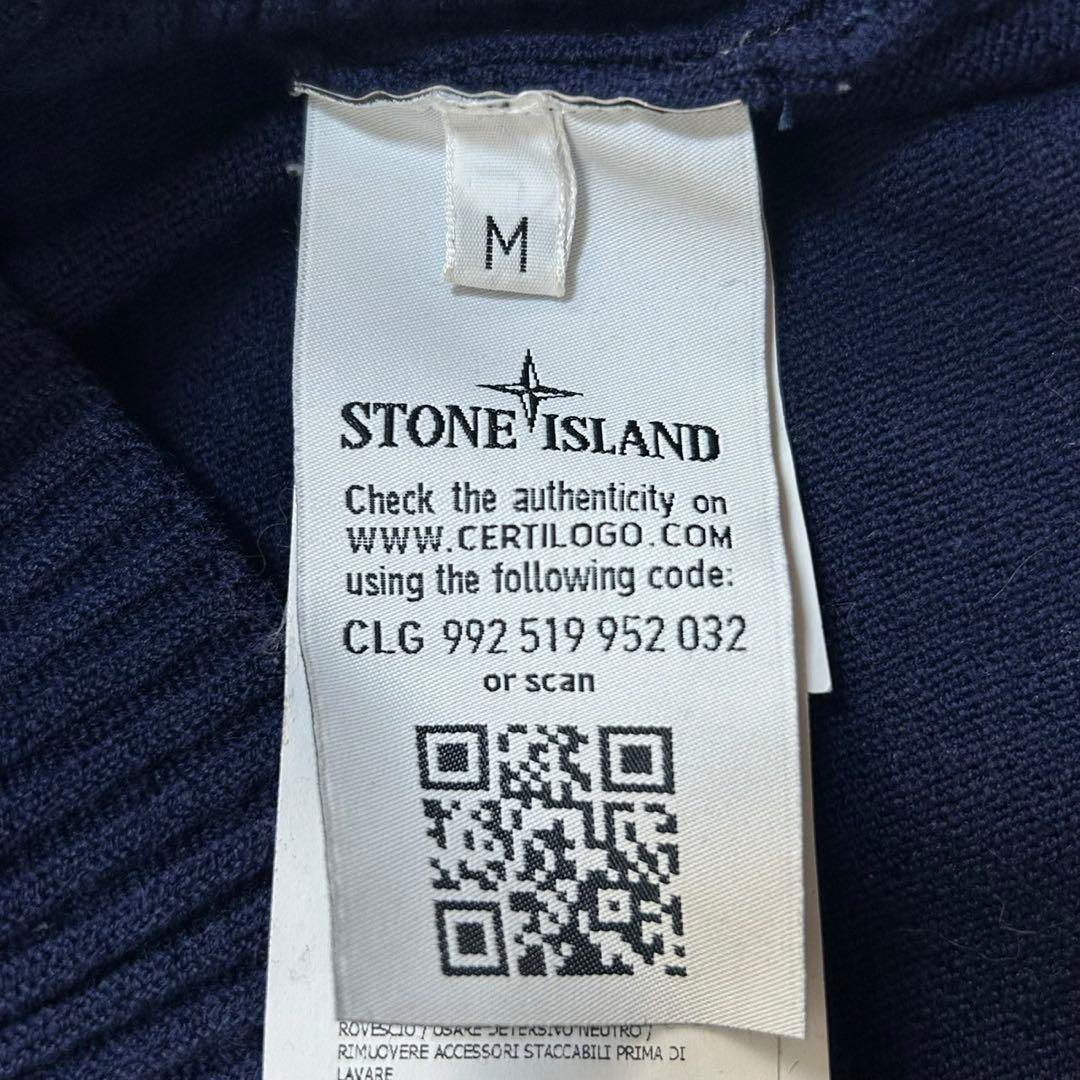 M
STONE ISLAND
Check the authenticity on
WWW.CERTILOGO.COM
using the following code:
CLG 992 519 952 032
or scan
ROVESCIO / USARE DETERSIVO NEUTRO /
RIMUOVERE ACCESSORI STACCABILI PRIMA DI
LAVARE